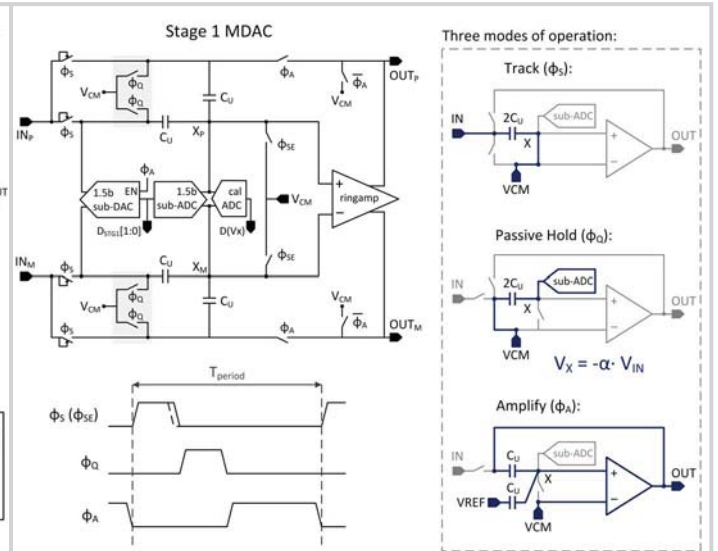 Stage 1 MDAC
ϕS
ϕQ
VCM
ϕQ
CU
ϕA
ϕA
VCM
OUTP
INP
ϕS
CU
XP
ϕSE
1.5b
sub-DAC
EN
ϕA
1.5b
sub-ADC
cal
ADC
VCM
+
ringamp
−
DSTG1[1:0]
D(Vx)
INM
ϕS
CU
XM
ϕSE
VCM
ϕQ
ϕQ
CU
VCM
ϕA
ϕS
ϕA
OUTM
Tperiod
ϕS (ϕSE)
ϕQ
ϕA
Three modes of operation:
Track (ϕS):
IN
2CU
sub-ADC
X
+
−
OUT
VCM
Passive Hold (ϕQ):
IN
2CU
sub-ADC
X
+
−
OUT
VCM
VX = -α· VIN
Amplify (ϕA):
IN
CU
sub-ADC
CU
X
+
−
OUT
VREF
VCM